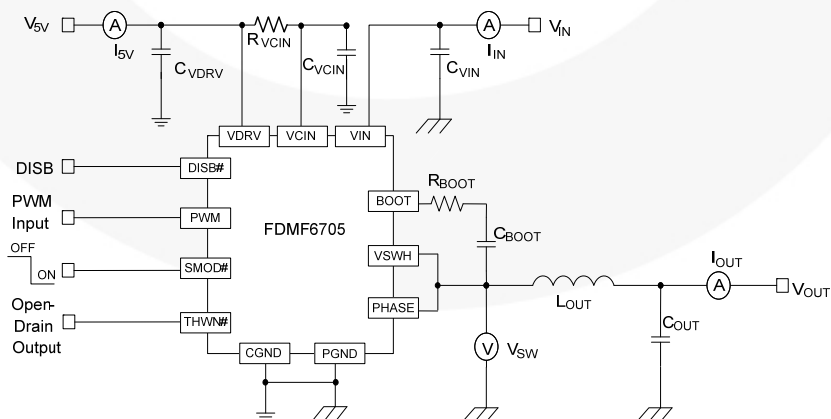 V5V
A
I5V
RVCIN
CVDRV
CVCIN
CVIN
A
IIN
VIN
VDRV
VCIN
VIN
DISB
DISB#
PWM
Input
PWM
OFF
ON
SMOD#
Open-
Drain
Output
THWN#
FDMF6705
BOOT
RBOOT
CBOOT
VSWH
PHASE
LOUT
IOUT
A
VOUT
COUT
V
VSW
CGND
PGND